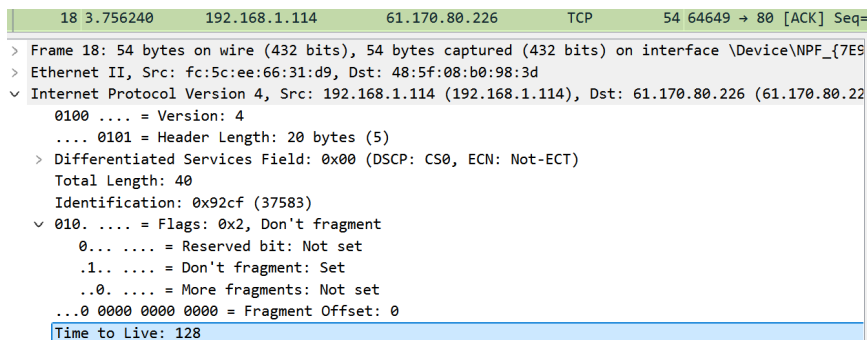 18 3.756240 192.168.1.114 61.170.80.226 TCP 54 64649 → 80 [ACK] Seq=
> Frame 18: 54 bytes on wire (432 bits), 54 bytes captured (432 bits) on interface \Device\NPF_{7E9
> Ethernet II, Src: fc:5c:ee:66:31:d9, Dst: 48:5f:08:b0:98:3d
∨ Internet Protocol Version 4, Src: 192.168.1.114 (192.168.1.114), Dst: 61.170.80.226 (61.170.80.22
0100 .... = Version: 4
.... 0101 = Header Length: 20 bytes (5)
> Differentiated Services Field: 0x00 (DSCP: CS0, ECN: Not-ECT)
Total Length: 40
Identification: 0x92cf (37583)
∨ 010. .... = Flags: 0x2, Don't fragment
0... .... = Reserved bit: Not set
.1.. .... = Don't fragment: Set
..0. .... = More fragments: Not set
...0 0000 0000 0000 = Fragment Offset: 0
Time to Live: 128